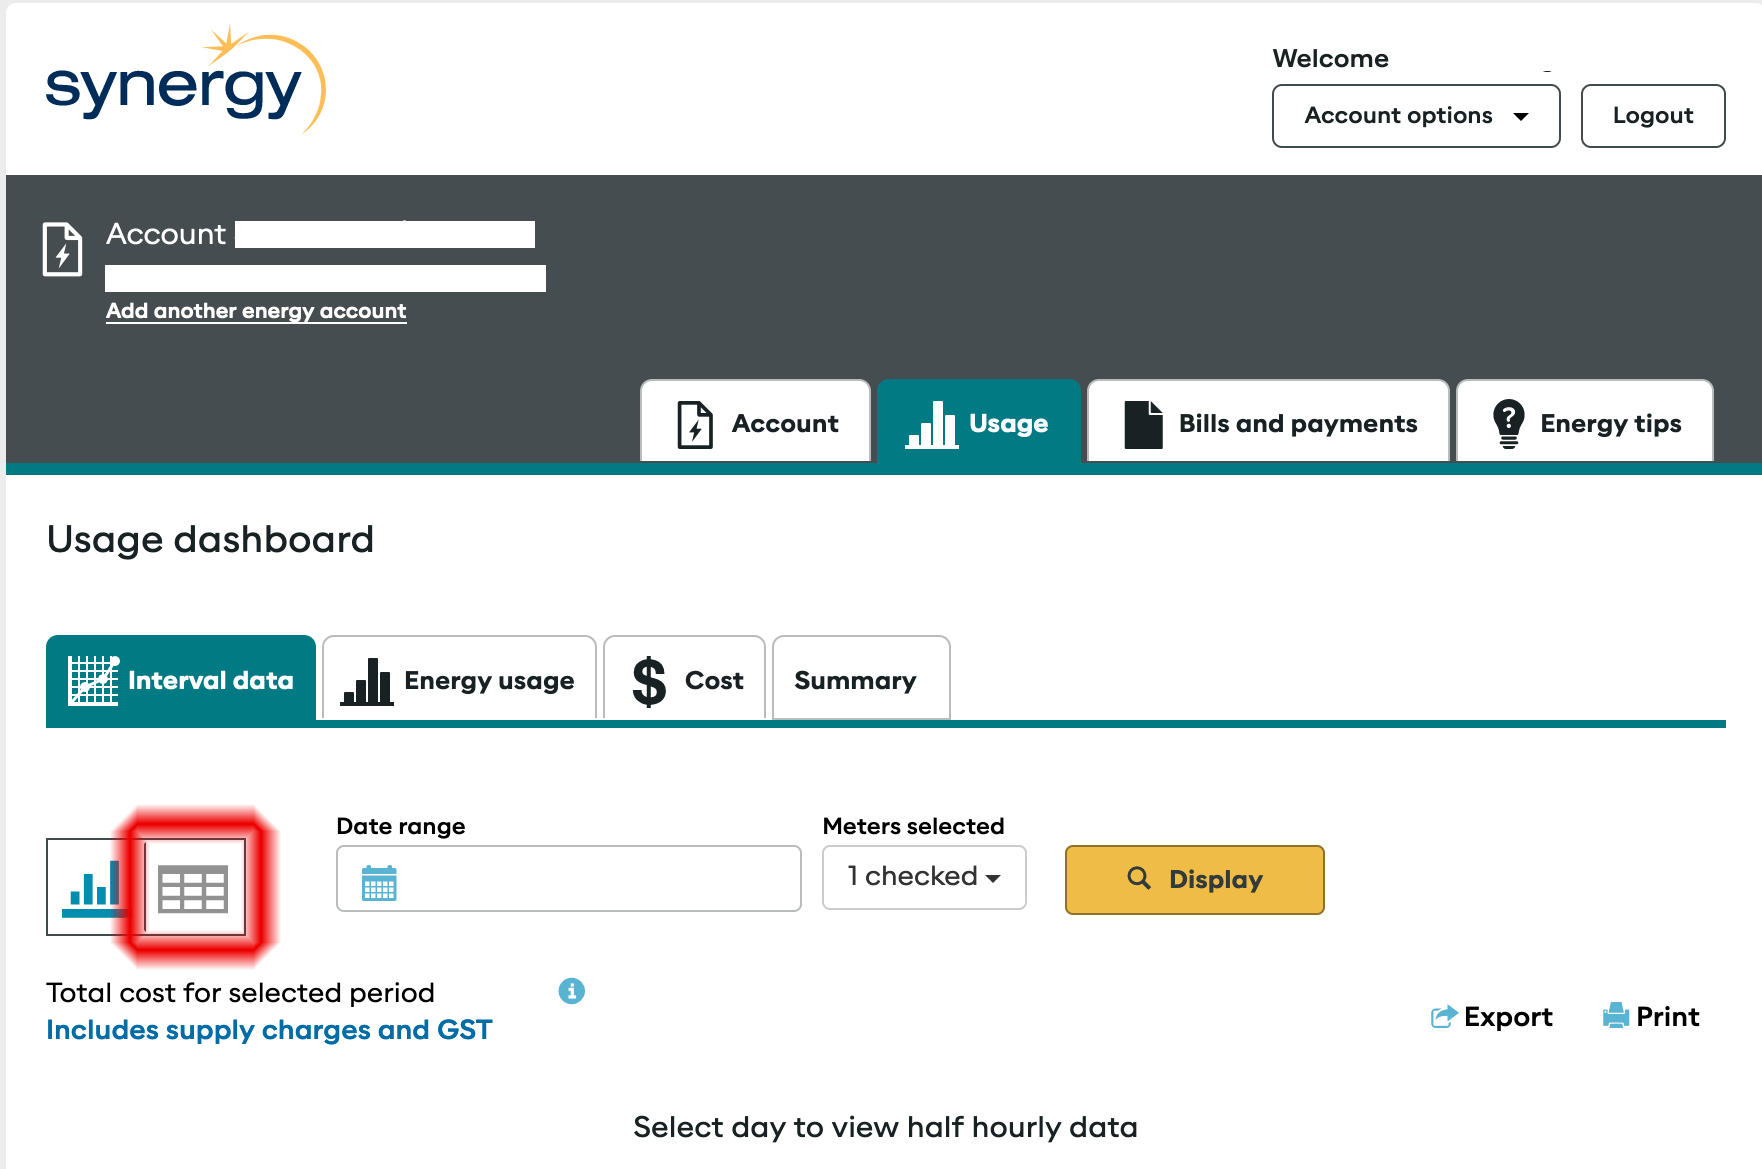 synergy
Welcome
Account options
Logout
Account
Add another energy account
Account
Usage
Bills and payments
Energy tips
Usage dashboard
Interval data
Energy usage
$ Cost
Summary
Date range
Meters selected
1 checked
Display
Total cost for selected period
Includes supply charges and GST
Export
Print
Select day to view half hourly data